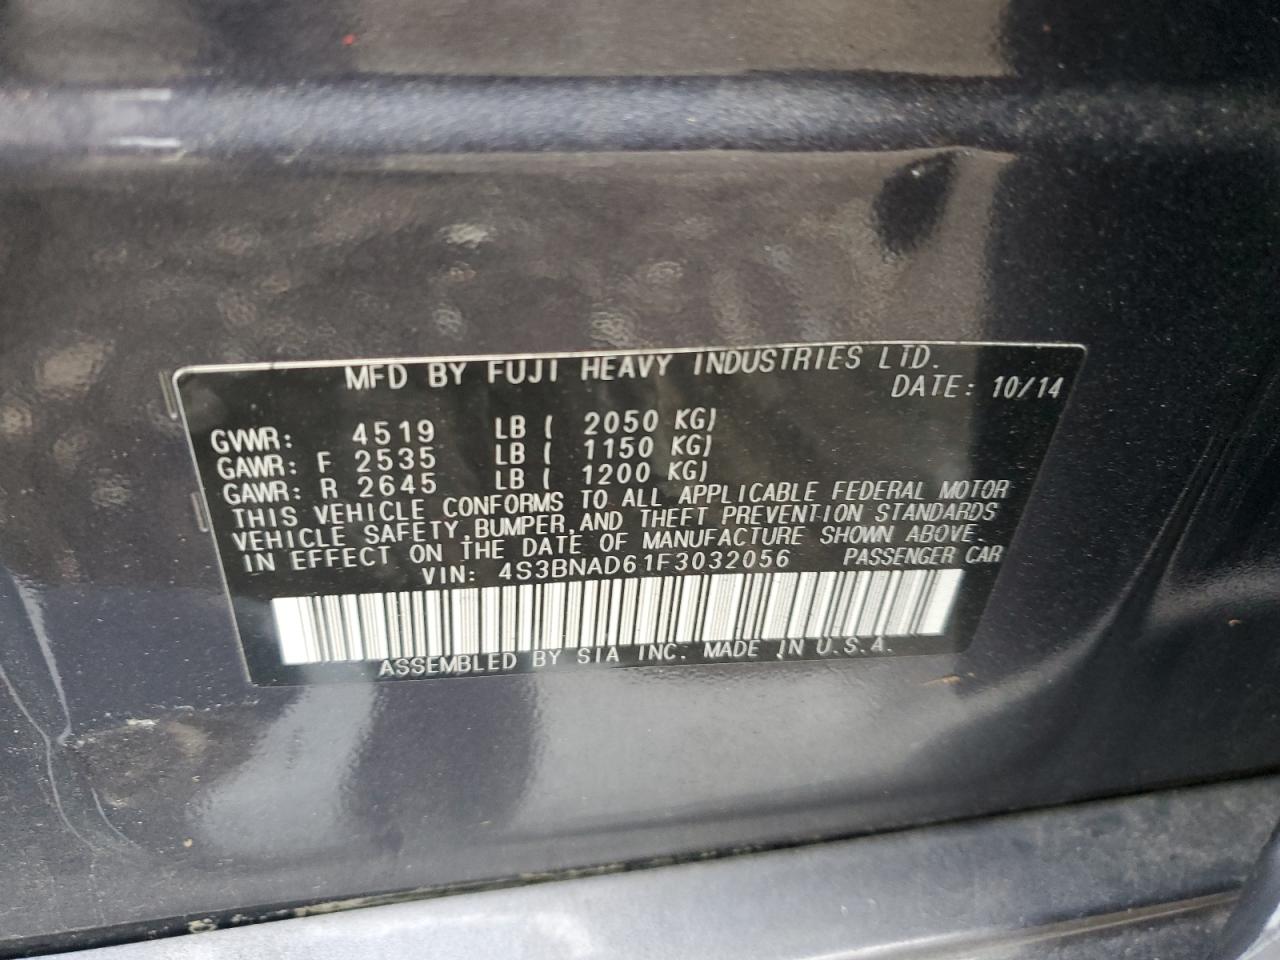 MFD BY FUJI HEAVY INDUSTRIES LTD.
DATE: 10/14
GVWR: 4519 LB ( 2050 KG)
GAWR: F 2535 LB ( 1150 KG)
GAWR: R 2645 LB ( 1200 KG)
THIS VEHICLE CONFORMS TO ALL APPLICABLE FEDERAL MOTOR
VEHICLE SAFETY, BUMPER, AND THEFT PREVENTION STANDARDS
IN EFFECT ON THE DATE OF MANUFACTURE SHOWN ABOVE.
VIN: 4S3BNAD61F3032056 PASSENGER CAR
ASSEMBLED BY SIA INC. MADE IN U.S.A.